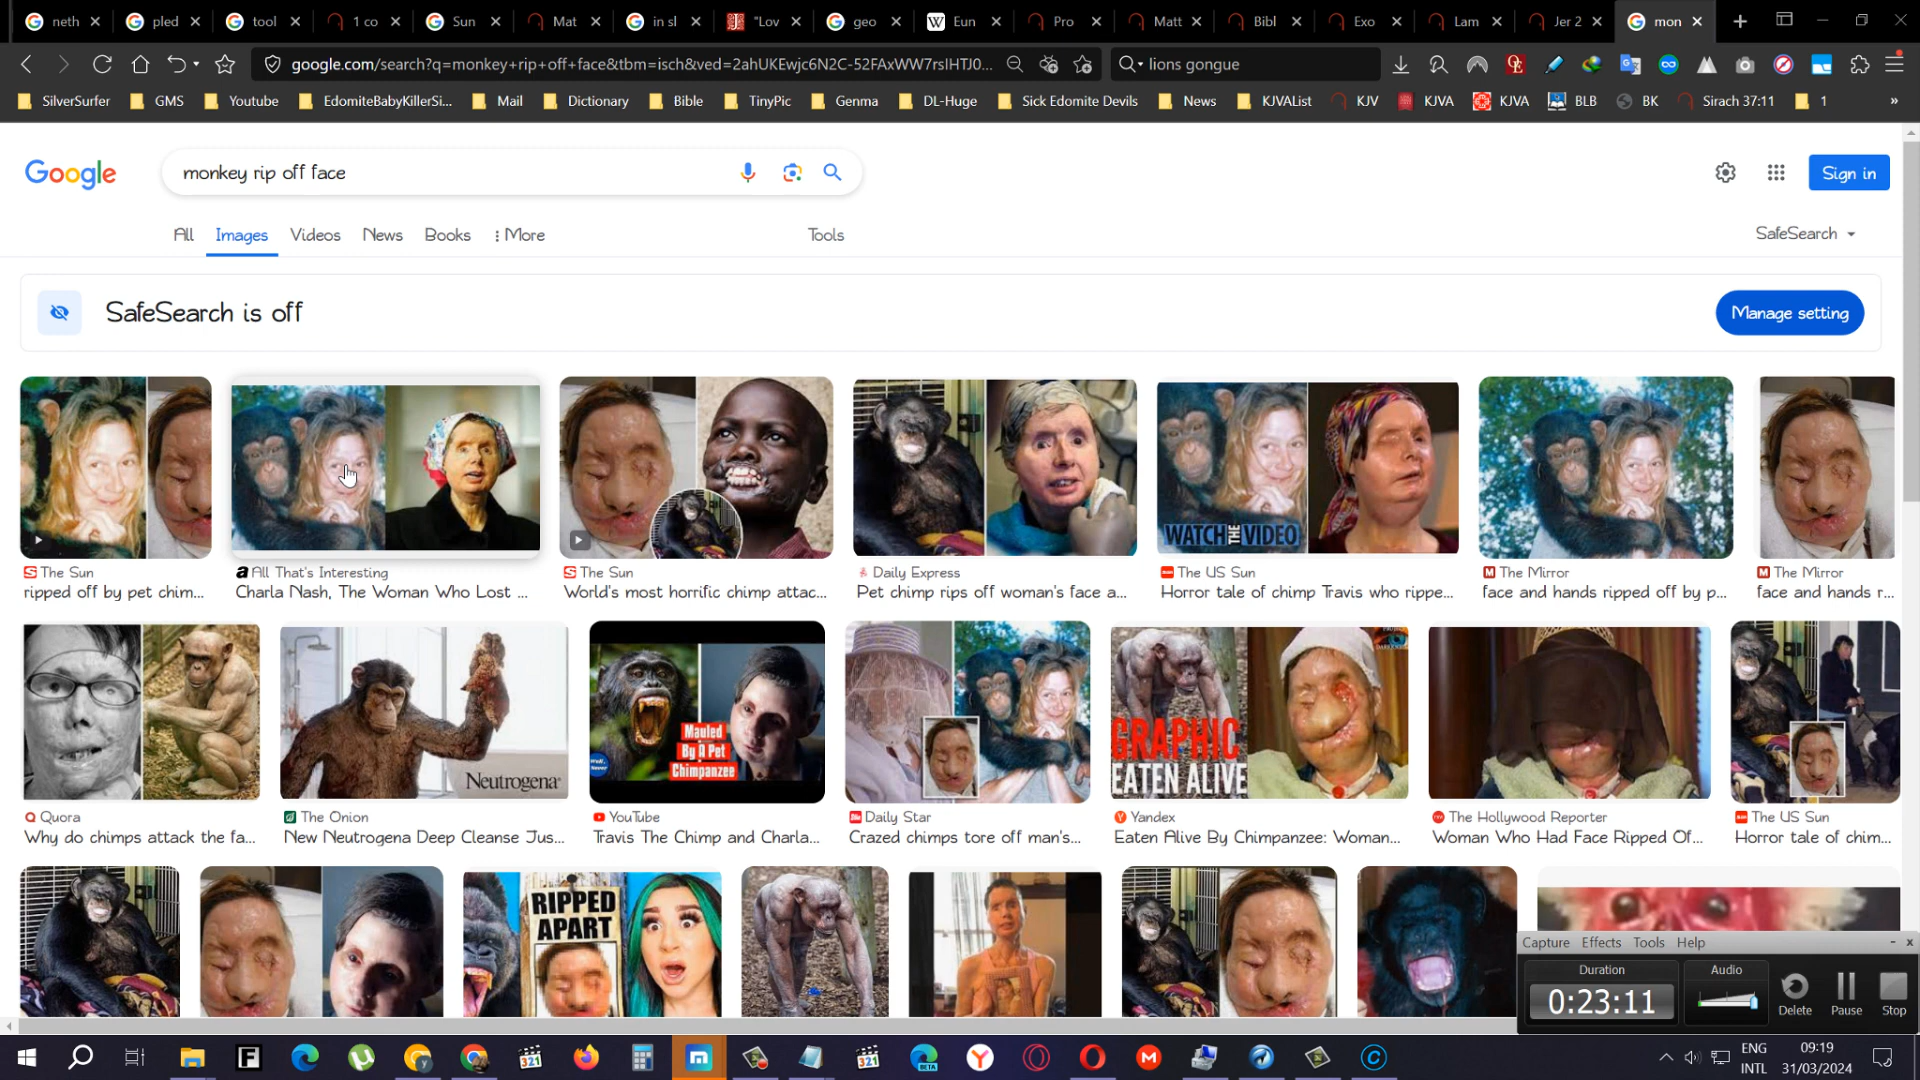 neth
pled
tool
1 co
Sun
Mat
in sl
"Lov
geo
Eun
Pro
Matt
Bibl
Exo
Lam
Jer 2
mon
google.com/search?q=monkey+rip+off+face&tbm=isch&ved=2ahUKEwjc6N2C-52FAxWW7rsIHTJ0...
lions gongue
SilverSurfer
GMS
Youtube
EdomiteBabyKillerSi...
Mail
Dictionary
Bible
TinyPic
Genma
DL-Huge
Sick Edomite Devils
News
KJVAList
KJV
KJVA
KJVA
BLB
BK
Sirach 37:11
1
»
Google
monkey rip off face
Sign in
All
Images
Videos
News
Books
More
Tools
SafeSearch
SafeSearch is off
Manage setting
WATCH THE VIDEO
The Sun
ripped off by pet chim...
All That's Interesting
Charla Nash, The Woman Who Lost ...
The Sun
World's most horrific chimp attac...
Daily Express
Pet chimp rips off woman's face a...
The US Sun
Horror tale of chimp Travis who rippe...
The Mirror
face and hands ripped off by p...
The Mirror
face and hands r...
Neutrogena
Mauled
By A Pet
Chimpanzee
GRAPHIC
EATEN ALIVE
Quora
Why do chimps attack the fa...
The Onion
New Neutrogena Deep Cleanse Jus...
YouTube
Travis The Chimp and Charla...
Daily Star
Crazed chimps tore off man's...
Yandex
Eaten Alive By Chimpanzee: Woman...
The Hollywood Reporter
Woman Who Had Face Ripped Of...
The US Sun
Horror tale of chim...
RIPPED
APART
Capture
Effects
Tools
Help
Duration
0:23:11
Audio
Delete
Pause
Stop
321
321
BETA
ENG
INTL
09:19
31/03/2024